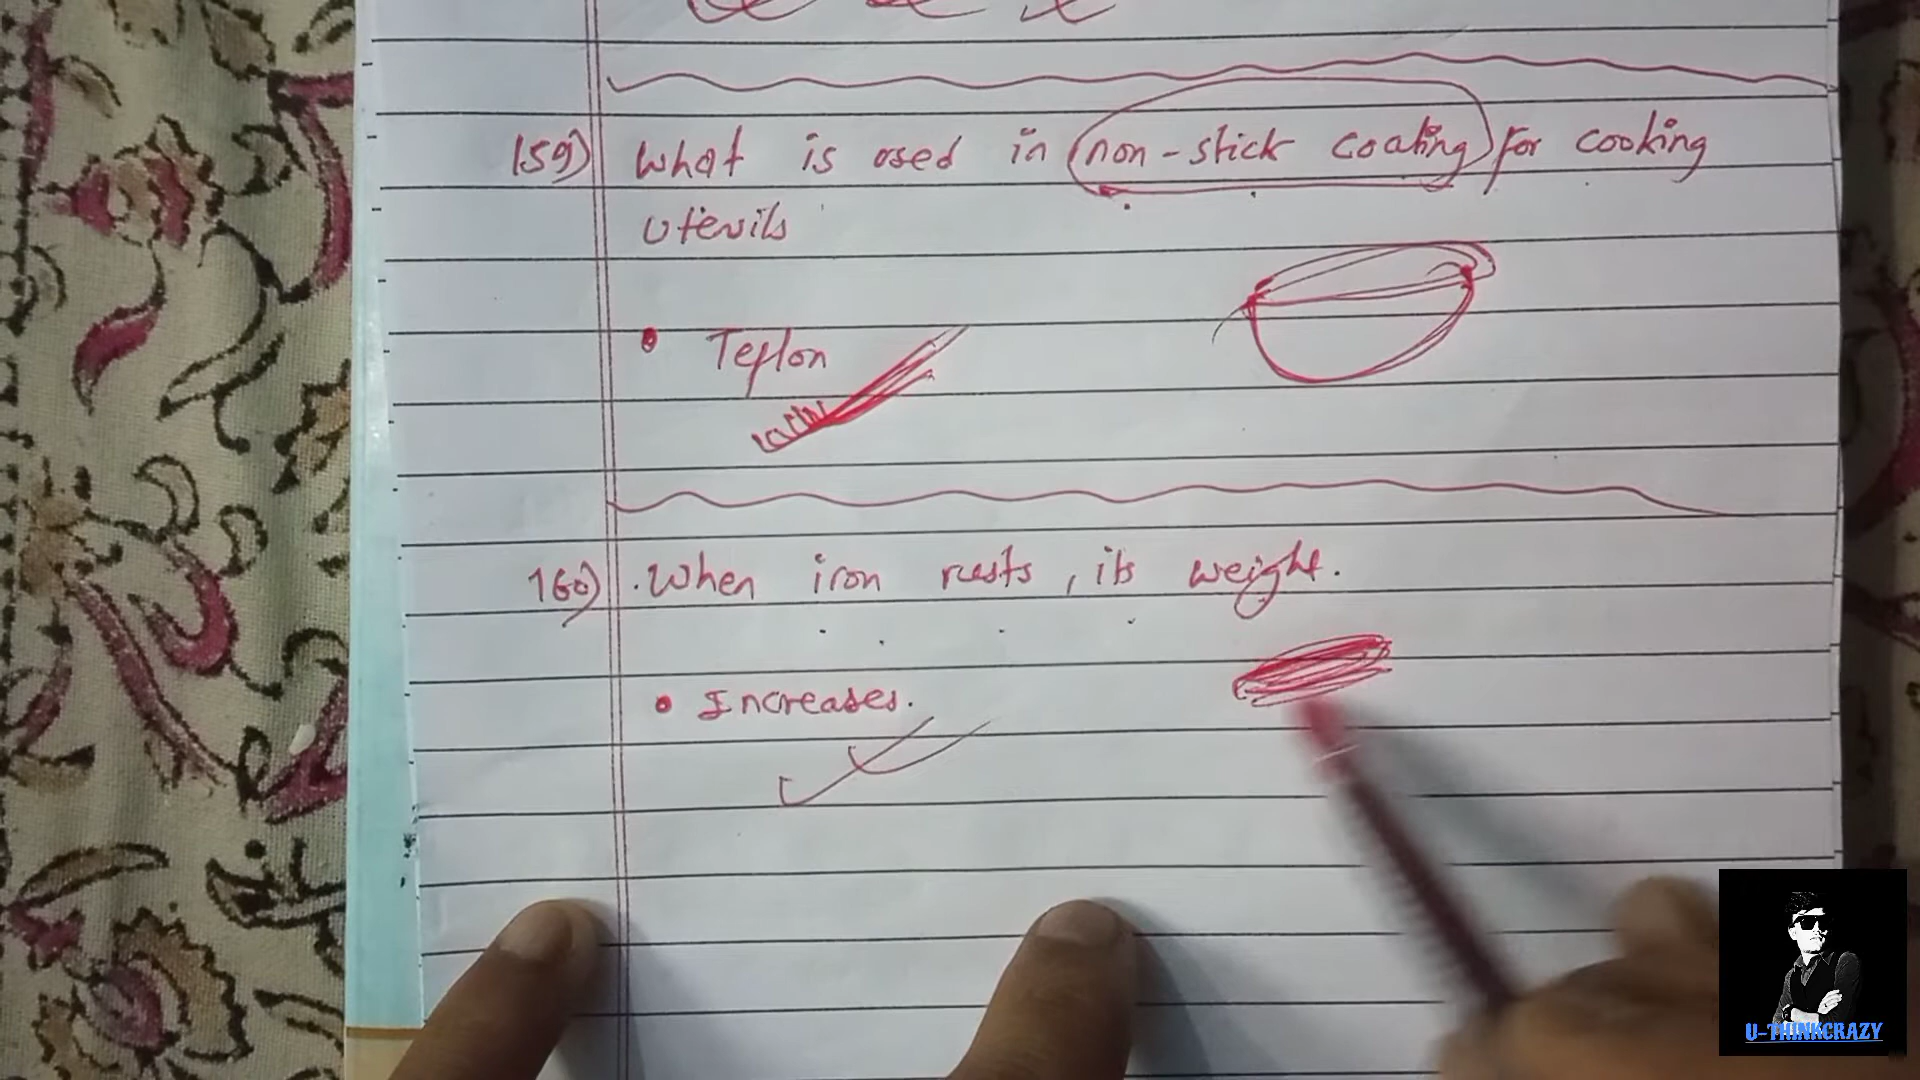 159) What is used in non-stick coating for cooking
utensils
• Teflon
160) . When iron rusts, its weight.
• Increases.
U-THINKCRAZY